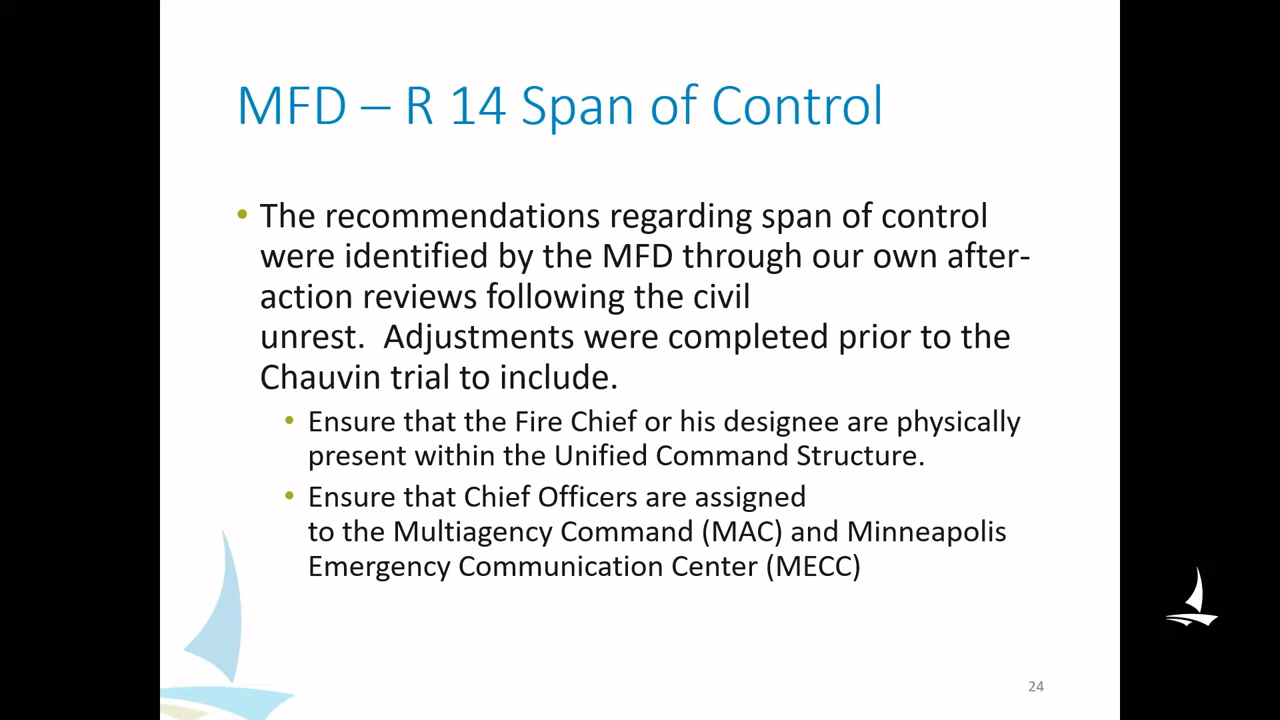 MFD – R 14 Span of Control
• The recommendations regarding span of control
were identified by the MFD through our own after-
action reviews following the civil
unrest.  Adjustments were completed prior to the
Chauvin trial to include.
• Ensure that the Fire Chief or his designee are physically
present within the Unified Command Structure.
• Ensure that Chief Officers are assigned
to the Multiagency Command (MAC) and Minneapolis
Emergency Communication Center (MECC)
24